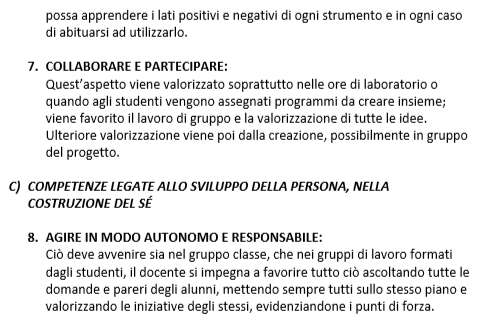 possa apprendere i lati positivi e negativi di ogni strumento e in ogni caso
di abituarsi ad utilizzarlo.
7. COLLABORARE E PARTECIPARE:
Quest'aspetto viene valorizzato soprattutto nelle ore di laboratorio o
quando agli studenti vengono assegnati programmi da creare insieme;
viene favorito il lavoro di gruppo e la valorizzazione di tutte le idee.
Ulteriore valorizzazione viene poi dalla creazione, possibilmente in gruppo
del progetto.
C) COMPETENZE LEGATE ALLO SVILUPPO DELLA PERSONA, NELLA
COSTRUZIONE DEL SÉ
8. AGIRE IN MODO AUTONOMO E RESPONSABILE:
Ciò deve avvenire sia nel gruppo classe, che nei gruppi di lavoro formati
dagli studenti, il docente si impegna a favorire tutto ciò ascoltando tutte le
domande e pareri degli alunni, mettendo sempre tutti sullo stesso piano e
valorizzando le iniziative degli stessi, evidenziandone i punti di forza.